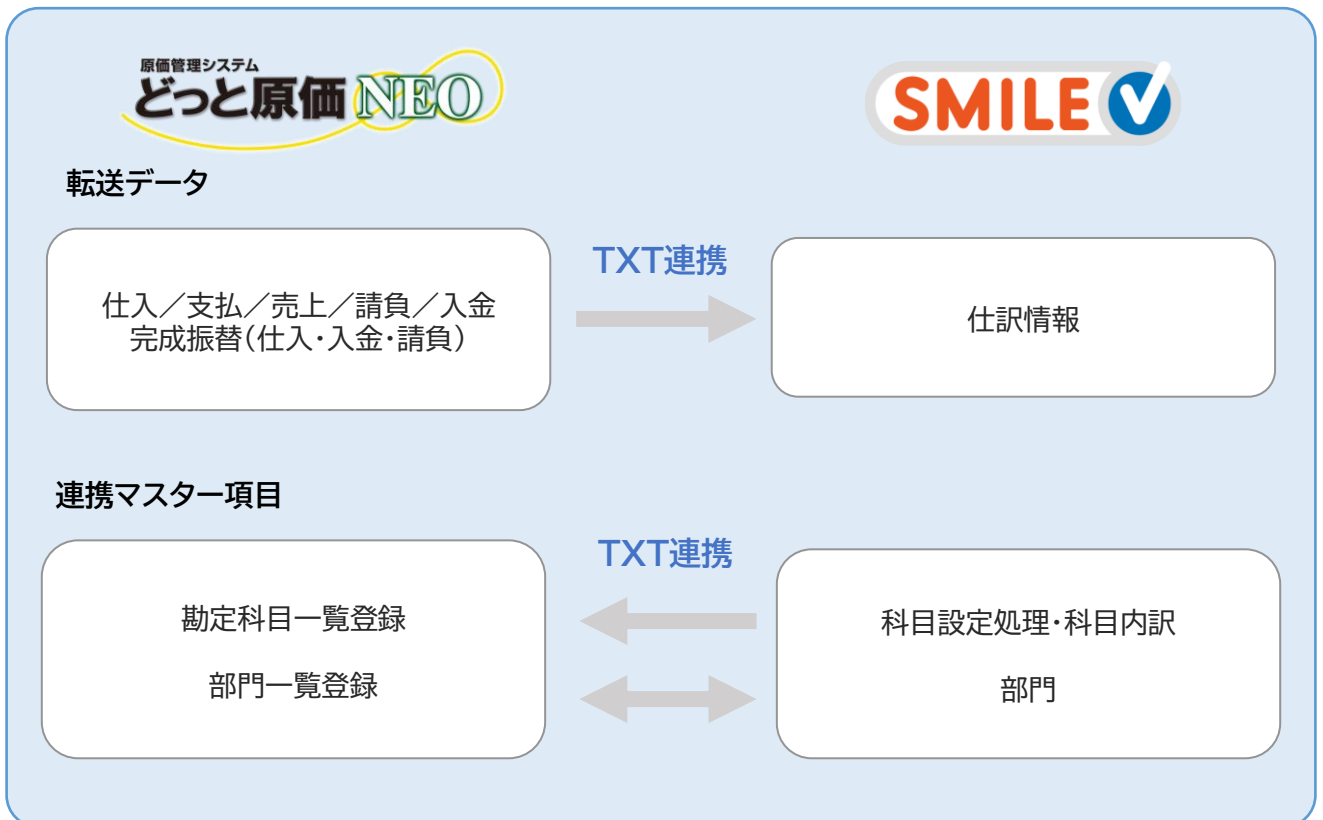 原価管理システム
どっと原価NEO
SMILE V
転送データ
仕入／支払／売上／請負／入金
完成振替(仕入・入金・請負)
TXT連携
仕訳情報
連携マスター項目
勘定科目一覧登録
部門一覧登録
TXT連携
科目設定処理・科目内訳
部門